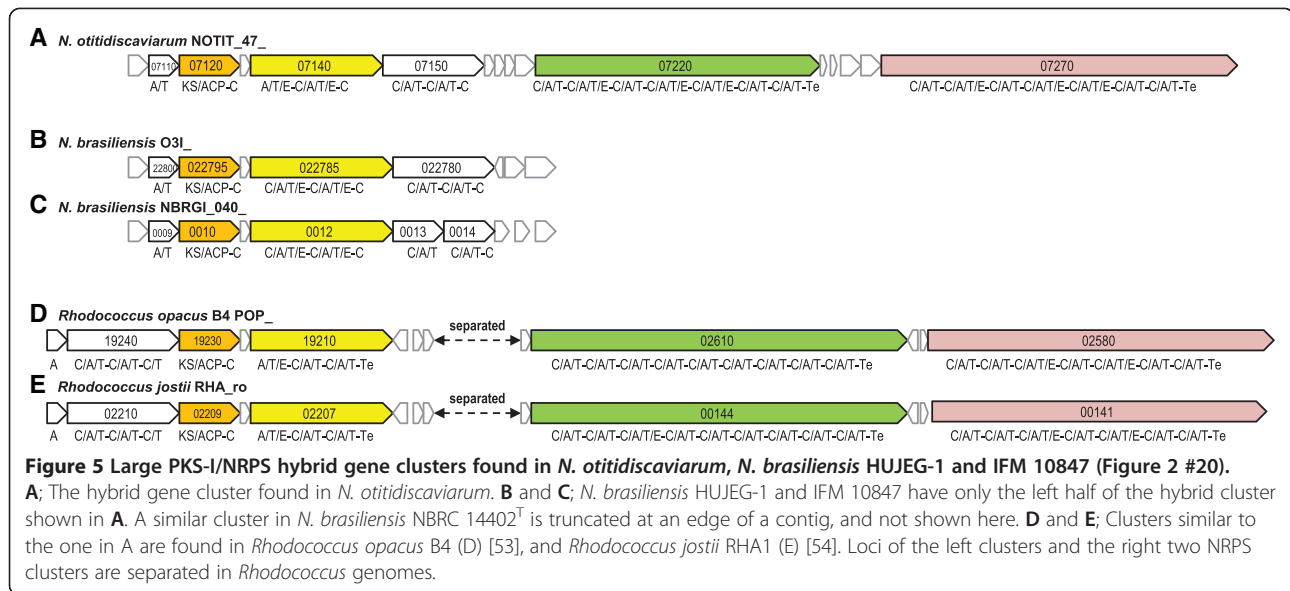 A N. otitidiscaviarum NOTIT_47_
07110 07120 07140 07150 07220 07270
A/T KS/ACP-C A/T/E-C/A/T/E-C C/A/T-C/A/T-C C/A/T-C/A/T/E-C/A/T-C/A/T/E-C/A/T/E-C/A/T-C/A/T-Te C/A/T-C/A/T/E-C/A/T-C/A/T/E-C/A/T/E-C/A/T-C/A/T-Te
B N. brasiliensis O3I_
22800 022795 022785 022780
A/T KS/ACP-C C/A/T/E-C/A/T/E-C C/A/T-C/A/T-C
C N. brasiliensis NBRGI_040_
0009 0010 0012 0013 0014
A/T KS/ACP-C C/A/T/E-C/A/T/E-C C/A/T C/A/T-C
D Rhodococcus opacus B4 POP_
separated
19240 19230 19210 02610 02580
A C/A/T-C/A/T-C/T KS/ACP-C A/T/E-C/A/T-C/A/T-Te C/A/T-C/A/T-C/A/T/E-C/A/T-C/A/T-C/A/T-C/A/T-C/A/T-Te C/A/T-C/A/T/E-C/A/T-C/A/T/E-C/A/T-C/A/T-Te
E Rhodococcus jostii RHA_ro
separated
02210 02209 02207 00144 00141
A C/A/T-C/A/T-C/T KS/ACP-C A/T/E-C/A/T-C/A/T-Te C/A/T-C/A/T-C/A/T/E-C/A/T-C/A/T-C/A/T-C/A/T-C/A/T-Te C/A/T-C/A/T/E-C/A/T-C/A/T/E-C/A/T-C/A/T-Te
Figure 5 Large PKS-I/NRPS hybrid gene clusters found in N. otitidiscaviarum, N. brasiliensis HUJEG-1 and IFM 10847 (Figure 2 #20).
A; The hybrid gene cluster found in N. otitidiscaviarum. B and C; N. brasiliensis HUJEG-1 and IFM 10847 have only the left half of the hybrid cluster
shown in A. A similar cluster in N. brasiliensis NBRC 14402ᵀ is truncated at an edge of a contig, and not shown here. D and E; Clusters similar to
the one in A are found in Rhodococcus opacus B4 (D) [53], and Rhodococcus jostii RHA1 (E) [54]. Loci of the left clusters and the right two NRPS
clusters are separated in Rhodococcus genomes.